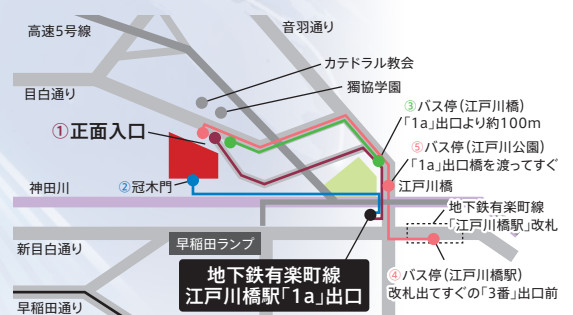 高速5号線
音羽通り
カテドラル教会
獨協学園
目白通り
①正面入口
③バス停(江戸川橋)
「1a」出口より約100m
⑤バス停(江戸川公園)
「1a」出口橋を渡ってすぐ
江戸川橋
②冠木門
神田川
地下鉄有楽町線
「江戸川橋駅」改札
新目白通り
早稲田ランプ
地下鉄有楽町線
江戸川橋駅「1a」出口
④バス停(江戸川橋駅)
改札出てすぐの「3番」出口前
早稲田通り